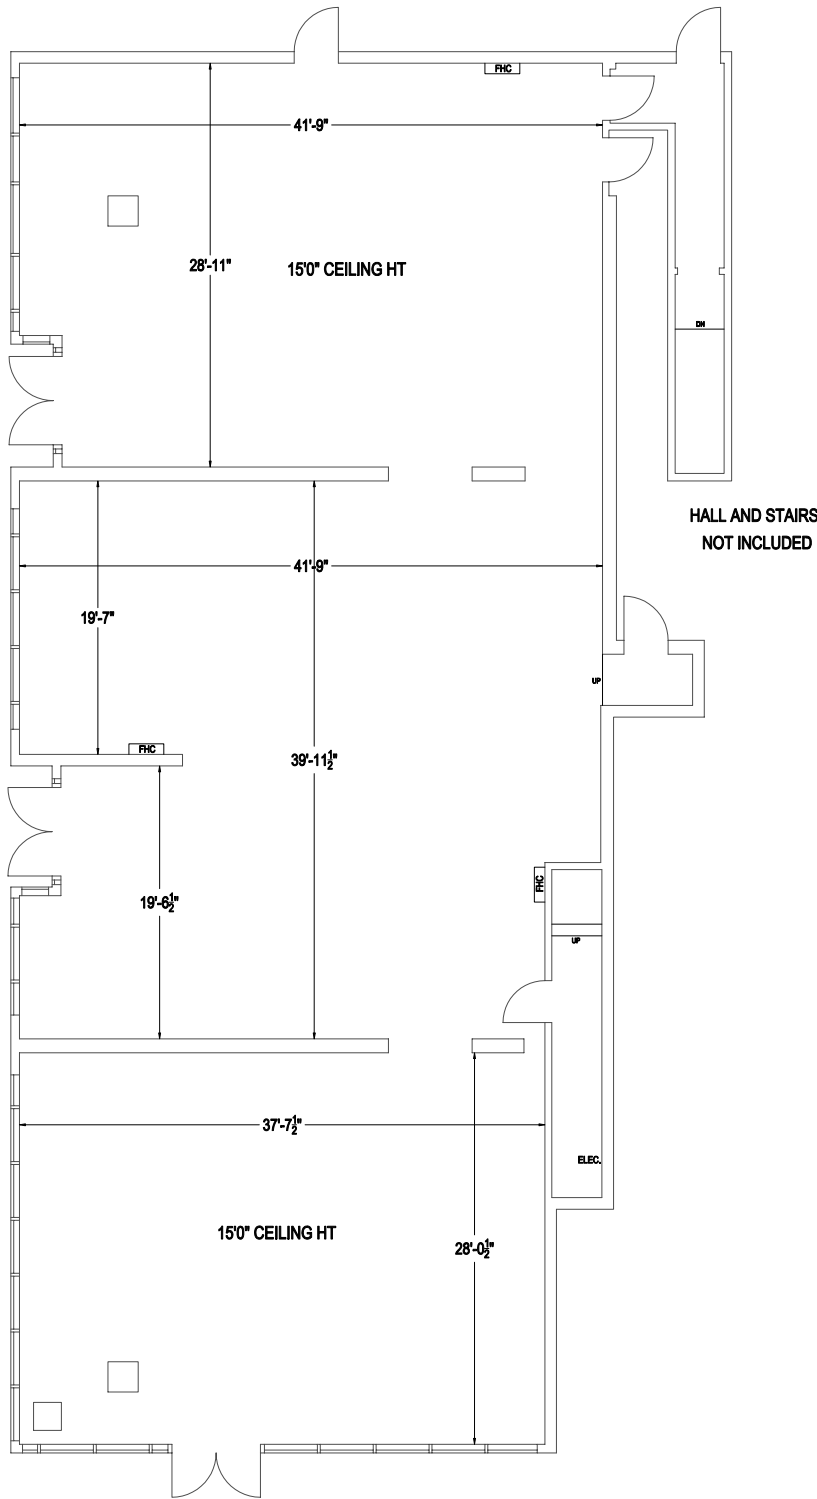 FHC
41'-9"
28'-11"
15'0" CEILING HT
DN
HALL AND STAIRS
NOT INCLUDED
41'-9"
19'-7"
UP
FHC
39'-11½"
FHC
19'-6½"
UP
37'-7½"
ELEC.
15'0" CEILING HT
28'-0½"